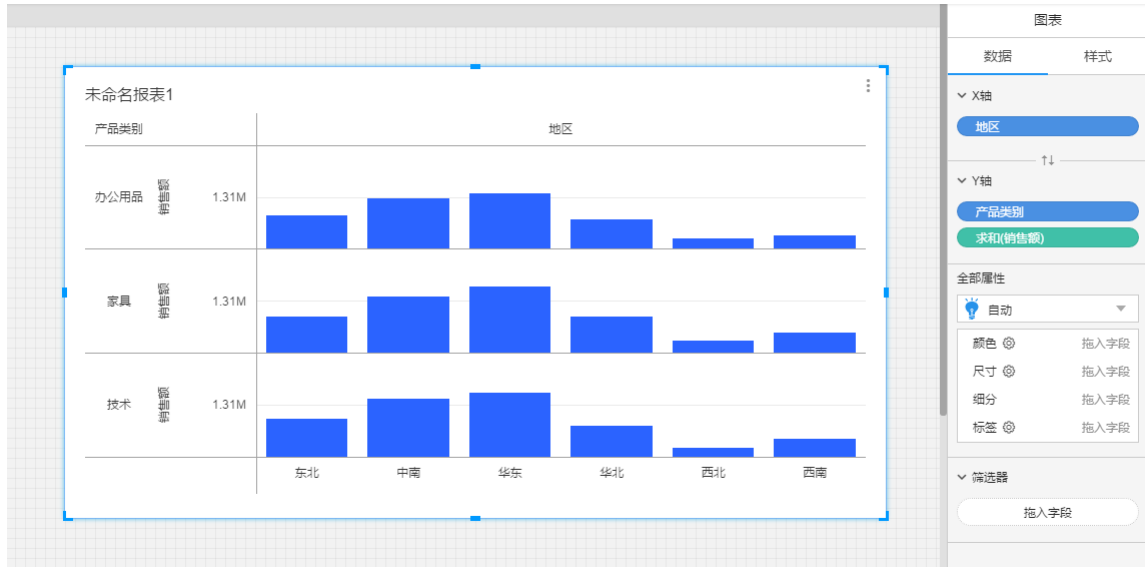 未命名报表1
产品类别
地区
办公用品
销售额
1.31M
家具
销售额
1.31M
技术
销售额
1.31M
东北 中南 华东 华北 西北 西南
图表
数据 样式
X轴
地区
Y轴
产品类别
求和(销售额)
全部属性
自动
颜色 拖入字段
尺寸 拖入字段
细分 拖入字段
标签 拖入字段
筛选器
拖入字段